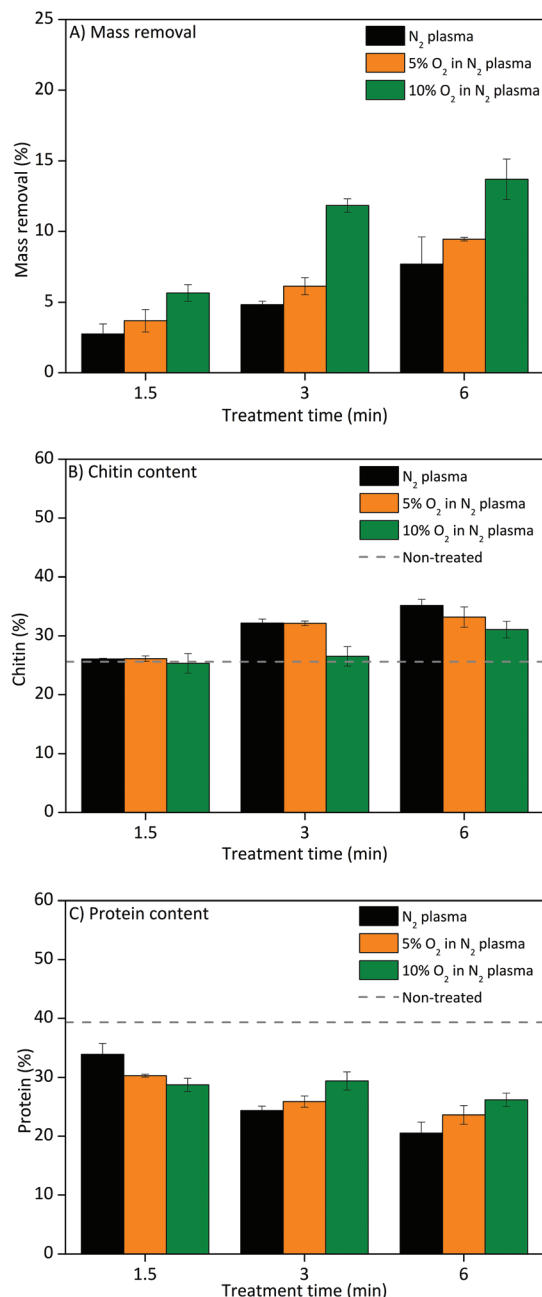 A) Mass removal
N₂ plasma
5% O₂ in N₂ plasma
10% O₂ in N₂ plasma
25
20
15
10
5
0
Mass removal (%)
1.5 3 6
Treatment time (min)
B) Chitin content
N₂ plasma
5% O₂ in N₂ plasma
10% O₂ in N₂ plasma
Non-treated
60
50
40
30
20
10
0
Chitin (%)
1.5 3 6
Treatment time (min)
C) Protein content
N₂ plasma
5% O₂ in N₂ plasma
10% O₂ in N₂ plasma
Non-treated
60
50
40
30
20
10
0
Protein (%)
1.5 3 6
Treatment time (min)